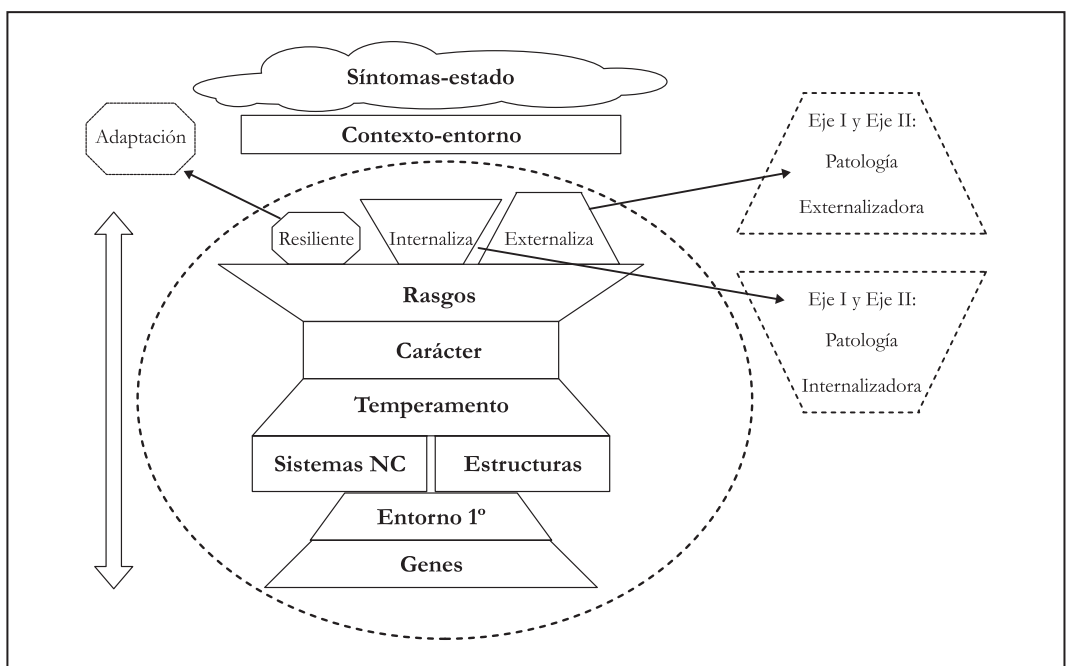 Síntomas-estado
Contexto-entorno
Adaptación
Resiliente
Internaliza
Externaliza
Eje I y Eje II:
Patología
Externalizadora
Eje I y Eje II:
Patología
Internalizadora
Rasgos
Carácter
Temperamento
Sistemas NC
Estructuras
Entorno 1º
Genes